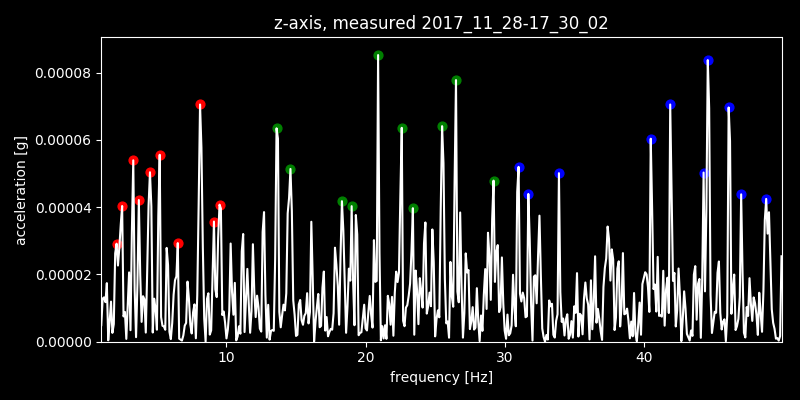 z-axis, measured 2017_11_28-17_30_02
0.00008
0.00006
0.00004
0.00002
0.00000
acceleration [g]
10 20 30 40
frequency [Hz]